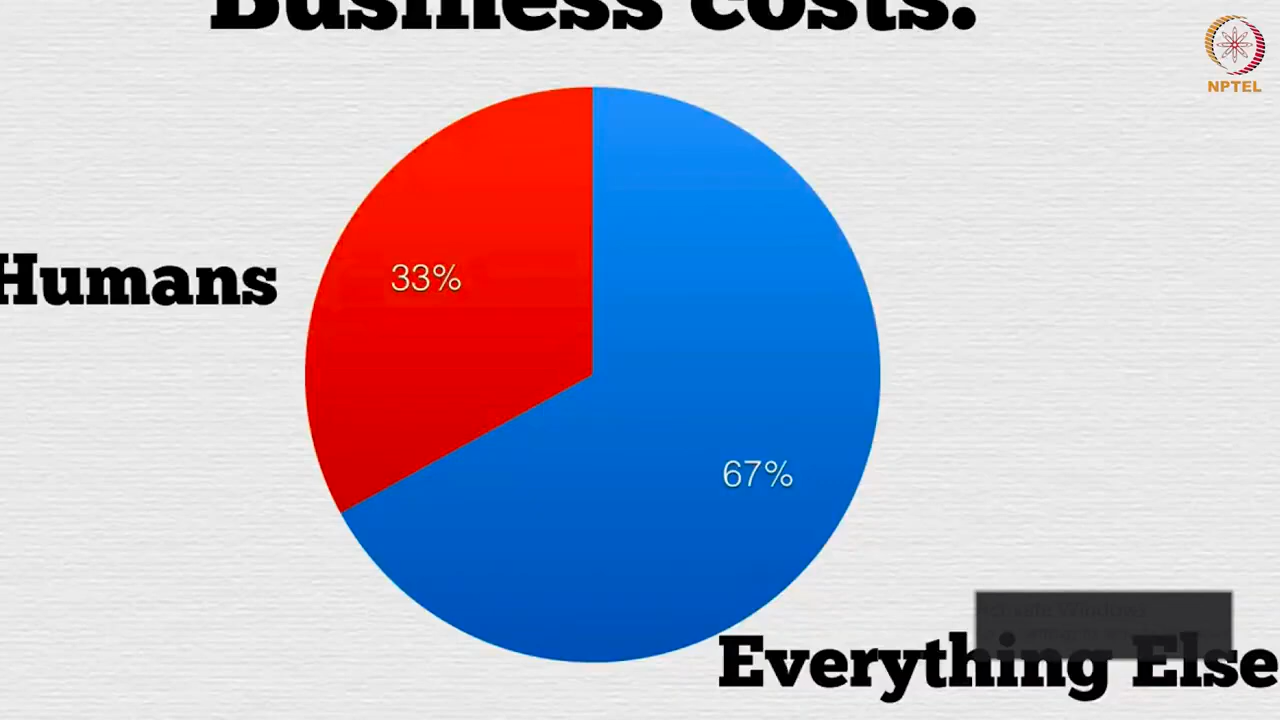 Business costs.
NPTEL
Humans
33%
67%
Everything Else